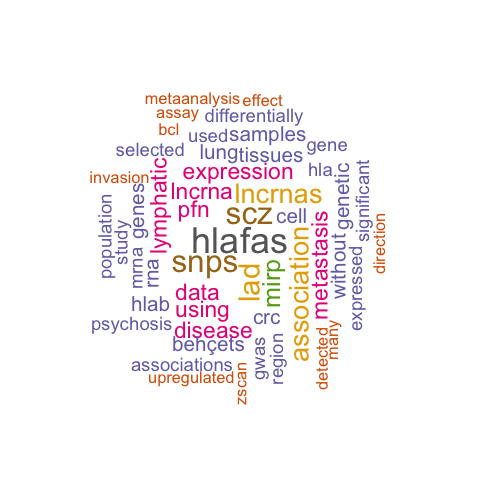 metaanalysis
effect
assay
differentially
bcl
used
samples
gene
selected
lung
tissues
invasion
expression
hla.
lncrna
lncrnas
population
study
mrna
genes
lymphatic
pfn
scz
cell
metastasis
without
genetic
significant
expressed
direction
hlafas
rna
snps
lad
mirp
association
data
using
hlab
crc
psychosis
disease
behçets
gwas
region
detected
many
associations
upregulated
zscan